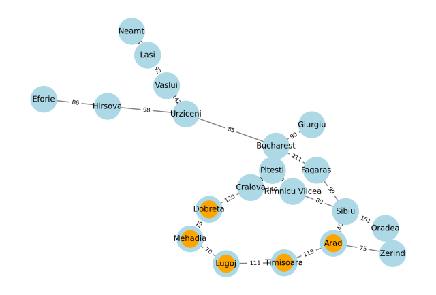 Neamt
Iasi
Vaslui
Eforie
86
Hirsova
98
Urziceni
85
Giurgiu
90
Bucharest
211
Pitesti
Fagaras
Craiova
Rimnicu Vilcea
120
Dobreta
80
Sibiu
151
Oradea
75
Mehadia
70
Lugoj
111
Timisoara
118
Arad
75
Zerind